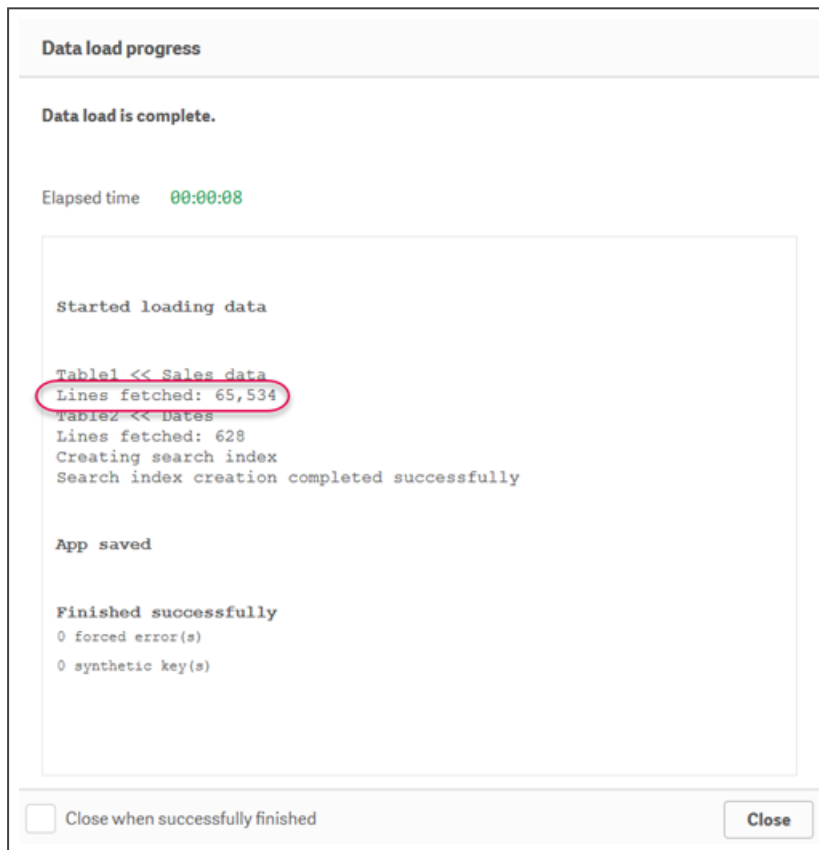 Data load progress
Data load is complete.
Elapsed time 00:00:08
Started loading data
Table1 << Sales data
Lines fetched: 65,534
Table2 << Dates
Lines fetched: 628
Creating search index
Search index creation completed successfully
App saved
Finished successfully
0 forced error(s)
0 synthetic key(s)
Close when successfully finished
Close